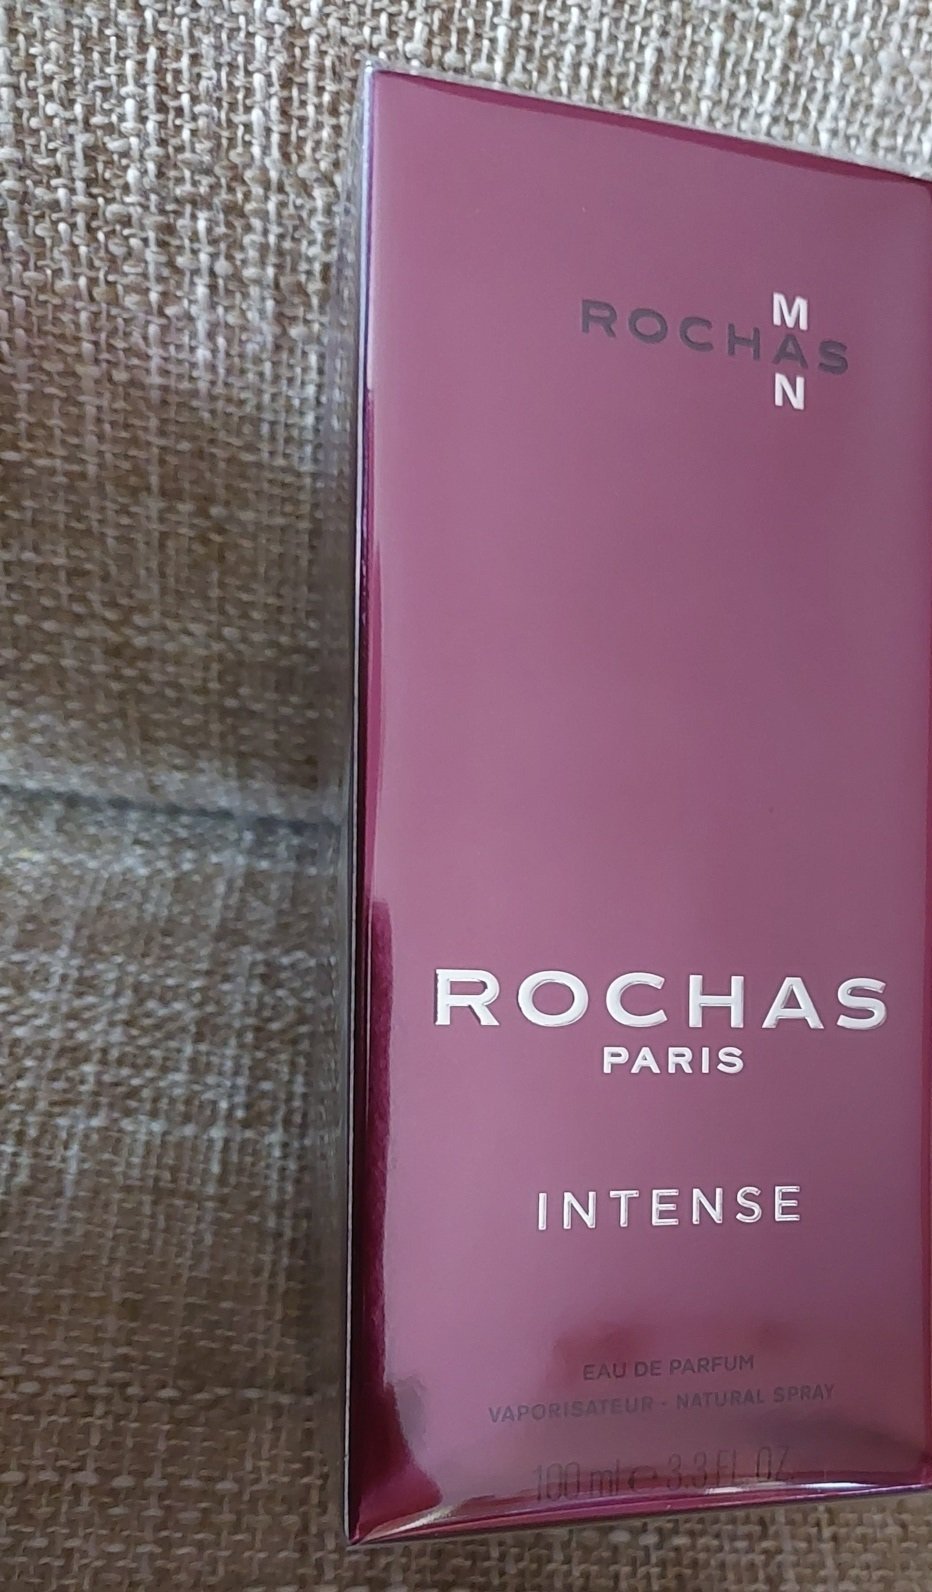 M
ROCHAS
N
ROCHAS
PARIS
INTENSE
EAU DE PARFUM
VAPORISATEUR - NATURAL SPRAY
100 ml e 3.3 Fl. OZ.